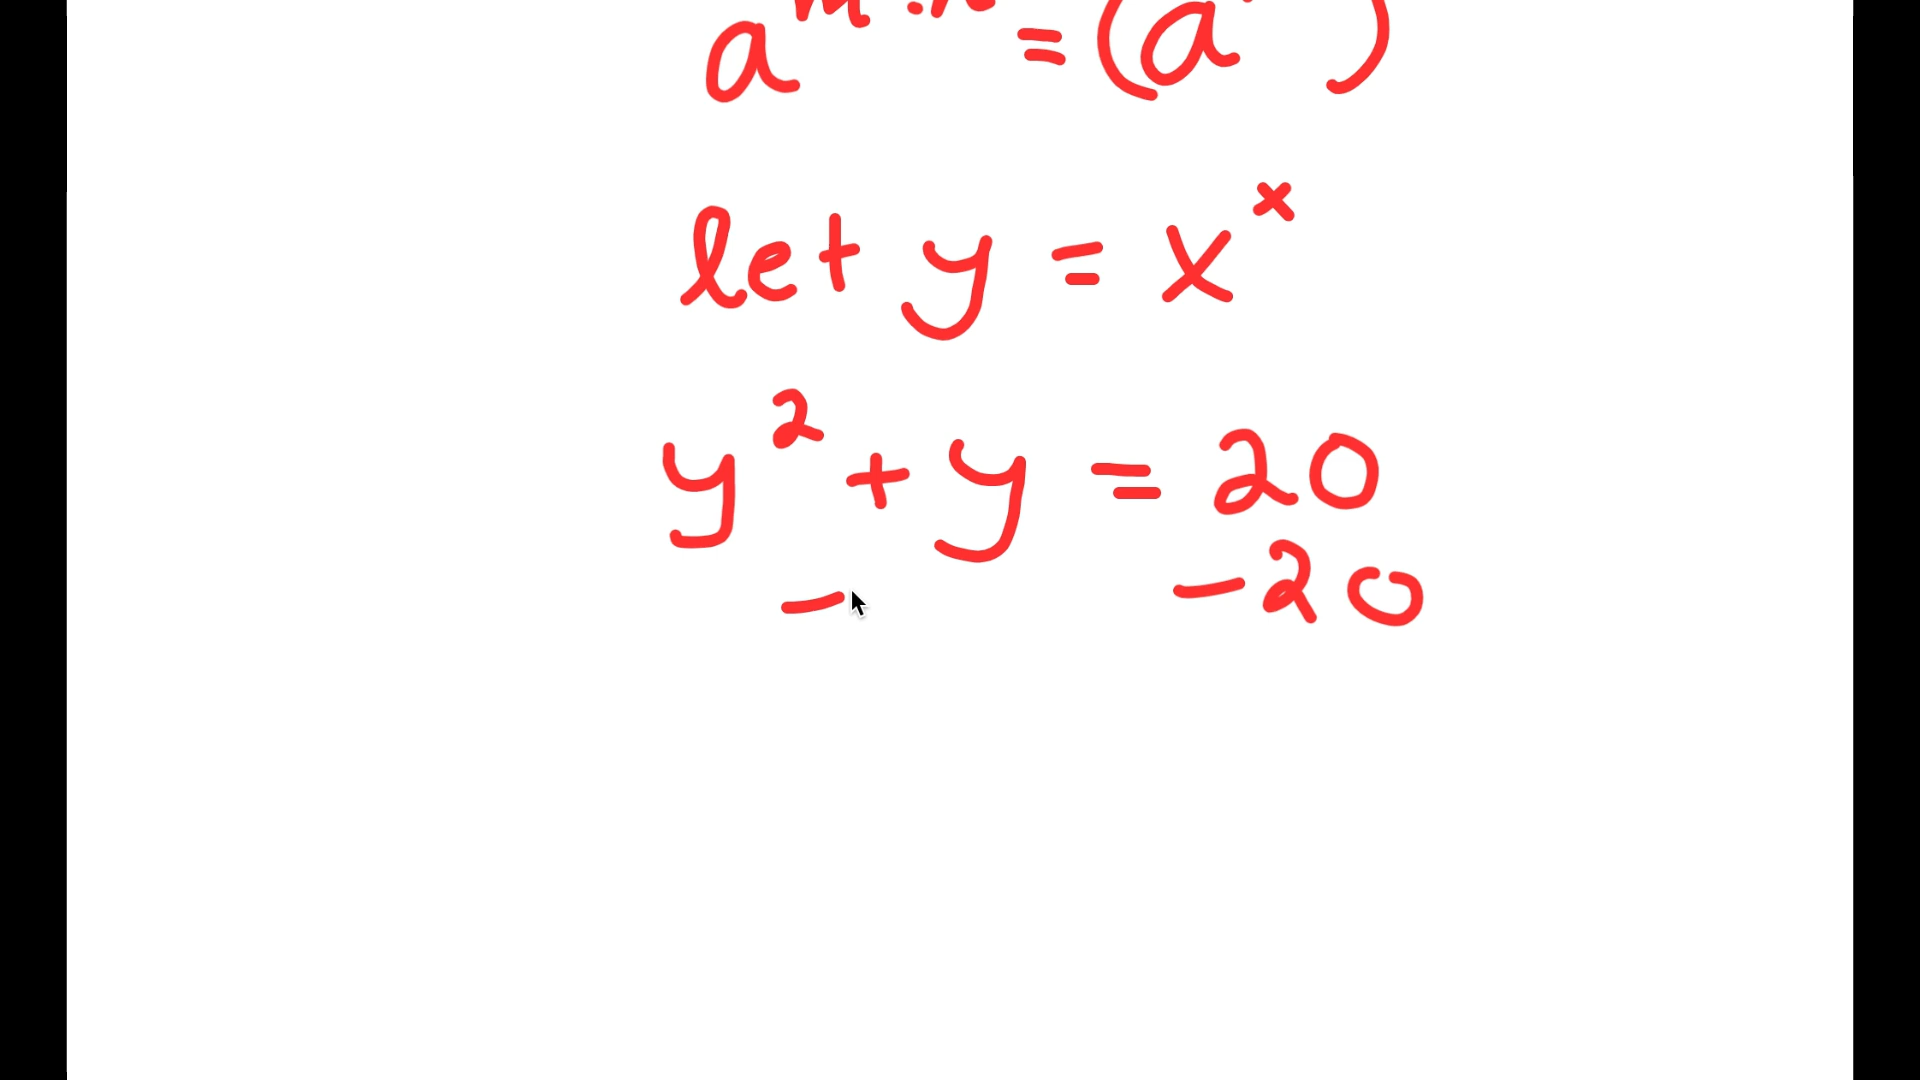 a^{m·n} = (a )
let y = x^x
y^2 + y = 20
- -20